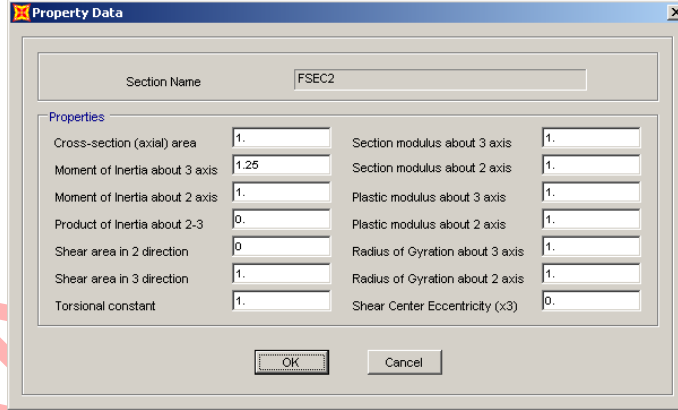 Property Data
Section Name FSEC2
Properties
Cross-section (axial) area 1. Section modulus about 3 axis 1.
Moment of Inertia about 3 axis 1.25 Section modulus about 2 axis 1.
Moment of Inertia about 2 axis 1. Plastic modulus about 3 axis 1.
Product of Inertia about 2-3 0. Plastic modulus about 2 axis 1.
Shear area in 2 direction 0 Radius of Gyration about 3 axis 1.
Shear area in 3 direction 1. Radius of Gyration about 2 axis 1.
Torsional constant 1. Shear Center Eccentricity (x3) 0.
OK Cancel